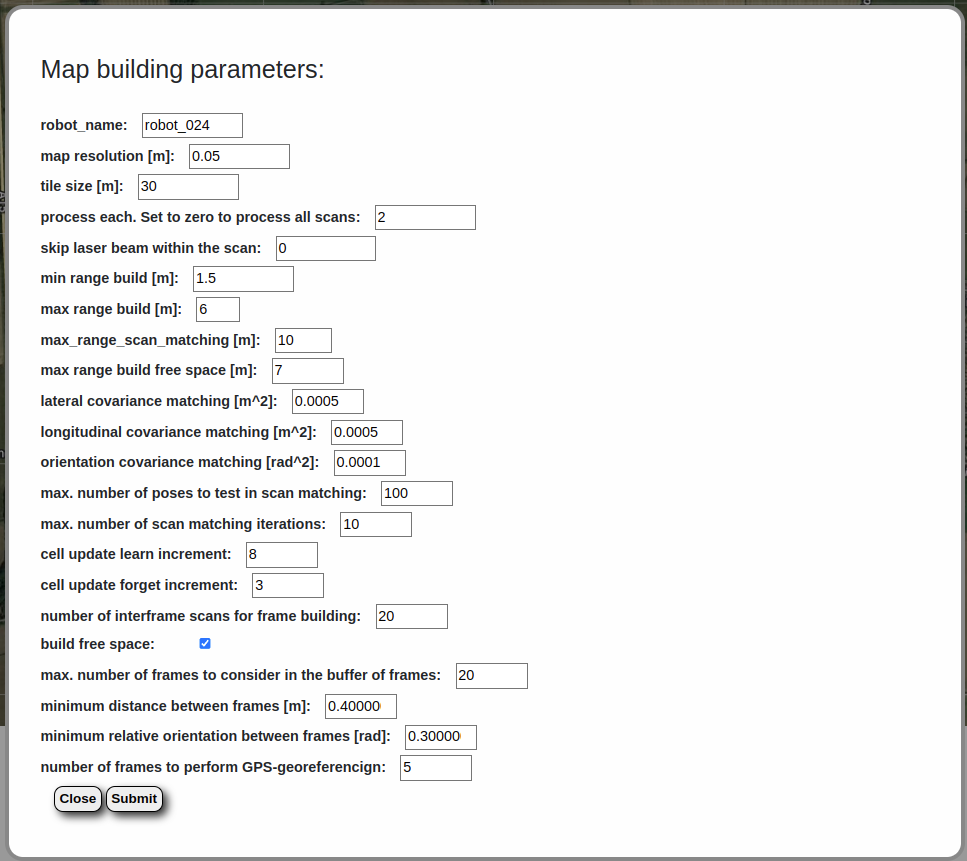 Map building parameters:
robot_name: robot_024
map resolution [m]: 0.05
tile size [m]: 30
process each. Set to zero to process all scans: 2
skip laser beam within the scan: 0
min range build [m]: 1.5
max range build [m]: 6
max_range_scan_matching [m]: 10
max range build free space [m]: 7
lateral covariance matching [m^2]: 0.0005
longitudinal covariance matching [m^2]: 0.0005
orientation covariance matching [rad^2]: 0.0001
max. number of poses to test in scan matching: 100
max. number of scan matching iterations: 10
cell update learn increment: 8
cell update forget increment: 3
number of interframe scans for frame building: 20
build free space:
max. number of frames to consider in the buffer of frames: 20
minimum distance between frames [m]: 0.40000
minimum relative orientation between frames [rad]: 0.30000
number of frames to perform GPS-georeferencign: 5
Close Submit